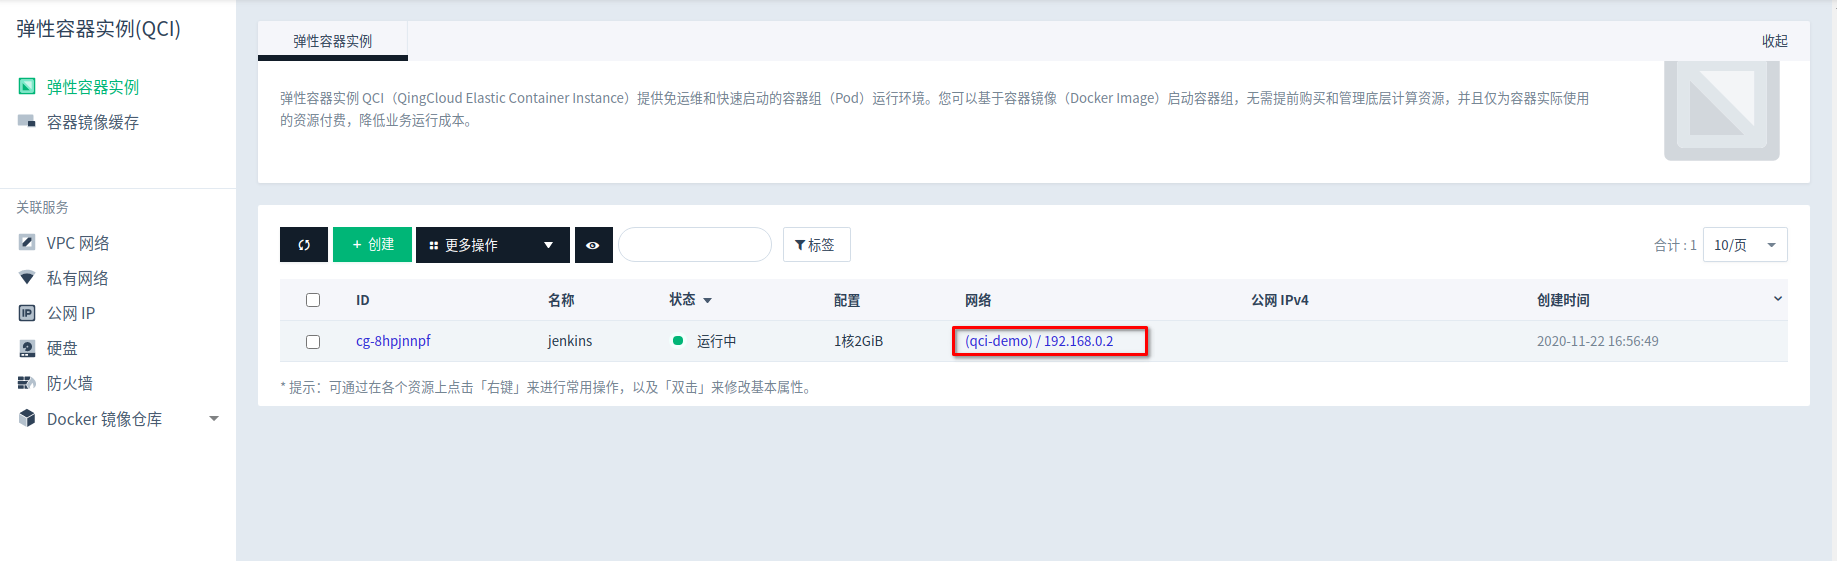 弹性容器实例(QCI)
弹性容器实例
容器镜像缓存
关联服务
VPC 网络
私有网络
公网 IP
硬盘
防火墙
Docker 镜像仓库
弹性容器实例
收起
弹性容器实例 QCI（QingCloud Elastic Container Instance）提供免运维和快速启动的容器组（Pod）运行环境。您可以基于容器镜像（Docker Image）启动容器组，无需提前购买和管理底层计算资源，并且仅为容器实际使用
的资源付费，降低业务运行成本。
+ 创建 更多操作 标签 合计 : 1 10/页
ID 名称 状态 配置 网络 公网 IPv4 创建时间
cg-8hpjnnpf jenkins 运行中 1核2GiB (qci-demo) / 192.168.0.2 2020-11-22 16:56:49
* 提示：可通过在各个资源上点击「右键」来进行常用操作，以及「双击」来修改基本属性。